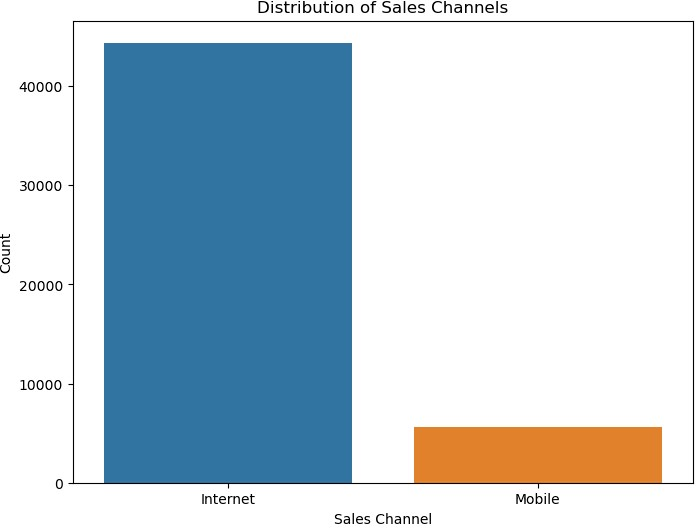 Distribution of Sales Channels
40000
30000
20000
10000
0
Count
Internet
Mobile
Sales Channel